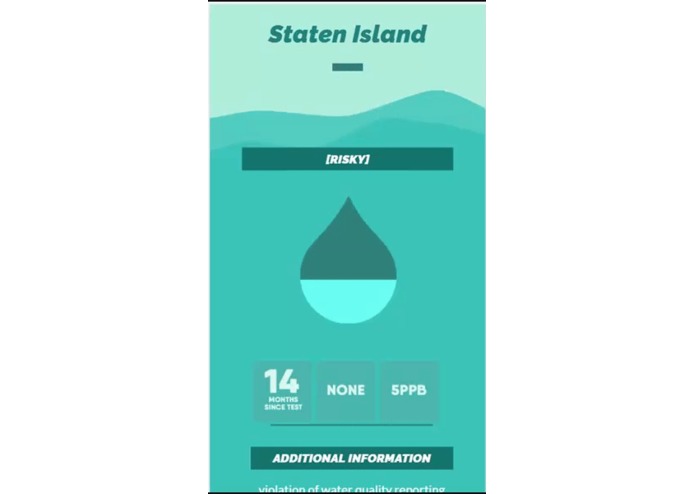 Staten Island
[RISKY]
14
MONTHS
SINCE TEST
NONE
5PPB
ADDITIONAL INFORMATION
violation of water quality reporting